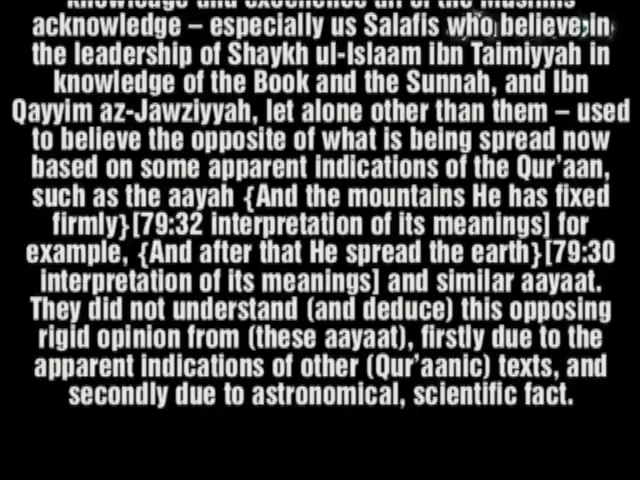 knowledge and excellence all of the Muslims
acknowledge – especially us Salafis who believe in
the leadership of Shaykh ul-Islaam ibn Taimiyyah in
knowledge of the Book and the Sunnah, and Ibn
Qayyim az-Jawziyyah, let alone other than them – used
to believe the opposite of what is being spread now
based on some apparent indications of the Qur'aan,
such as the aayah {And the mountains He has fixed
firmly}[79:32 interpretation of its meanings] for
example, {And after that He spread the earth}[79:30
interpretation of its meanings] and similar aayaat.
They did not understand (and deduce) this opposing
rigid opinion from (these aayaat), firstly due to the
apparent indications of other (Qur'aanic) texts, and
secondly due to astronomical, scientific fact.